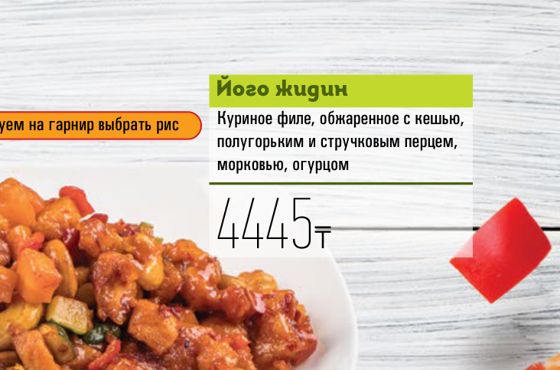 Його жидин
уем на гарнир выбрать рис
Куриное филе, обжаренное с кешью,
полугорьким и стручковым перцем,
морковью, огурцом
4445₸